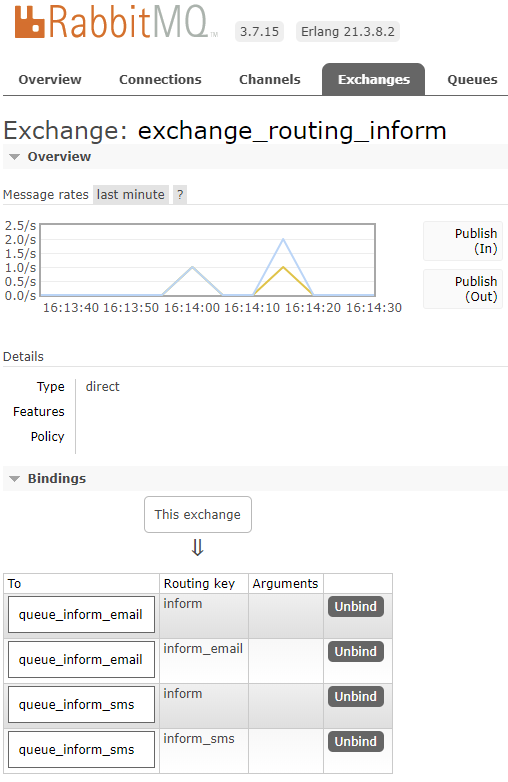 RabbitMQ TM 3.7.15 Erlang 21.3.8.2
Overview Connections Channels Exchanges Queues
Exchange: exchange_routing_inform
Overview
Message rates last minute ?
2.5/s
2.0/s
1.5/s
1.0/s
0.5/s
0.0/s
16:13:40 16:13:50 16:14:00 16:14:10 16:14:20 16:14:30
Publish
(In)
Publish
(Out)
Details
Type direct
Features
Policy
Bindings
This exchange
⇓
To Routing key Arguments
queue_inform_email inform Unbind
queue_inform_email inform_email Unbind
queue_inform_sms inform Unbind
queue_inform_sms inform_sms Unbind